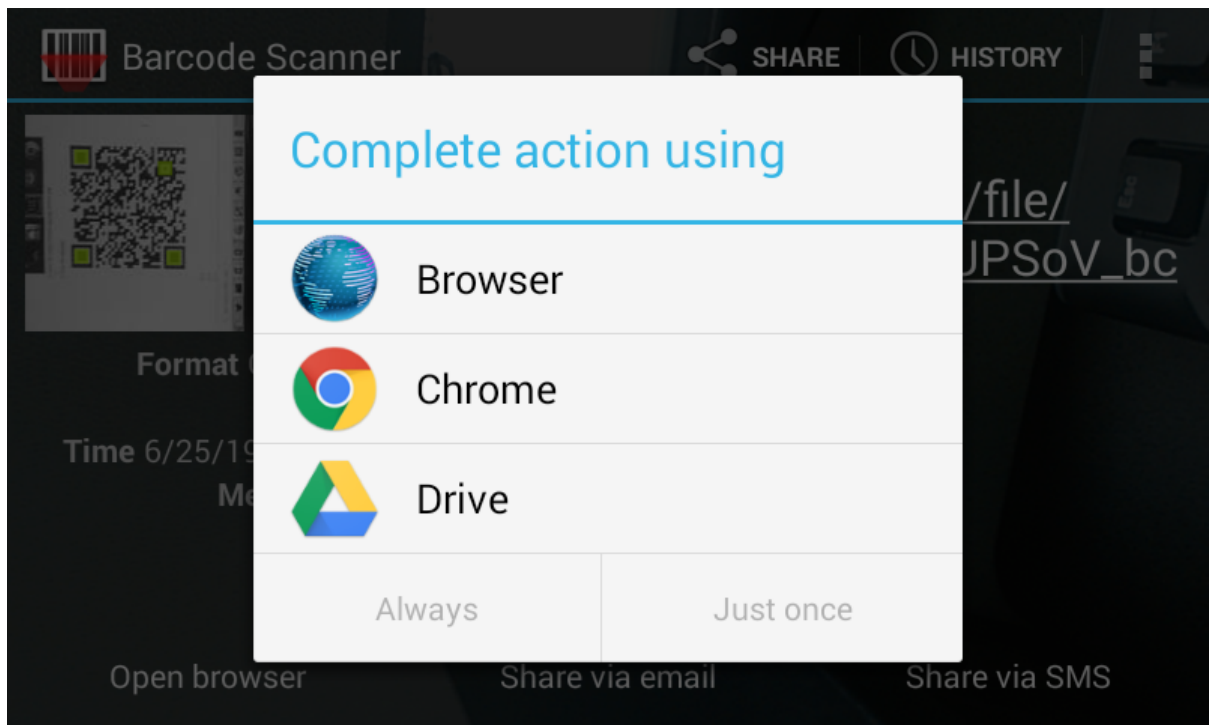 Barcode Scanner SHARE HISTORY
Complete action using
/file/
JPSoV_bc
Browser
Format
Chrome
Time 6/25/19
Drive
Always Just once
Open browser Share via email Share via SMS